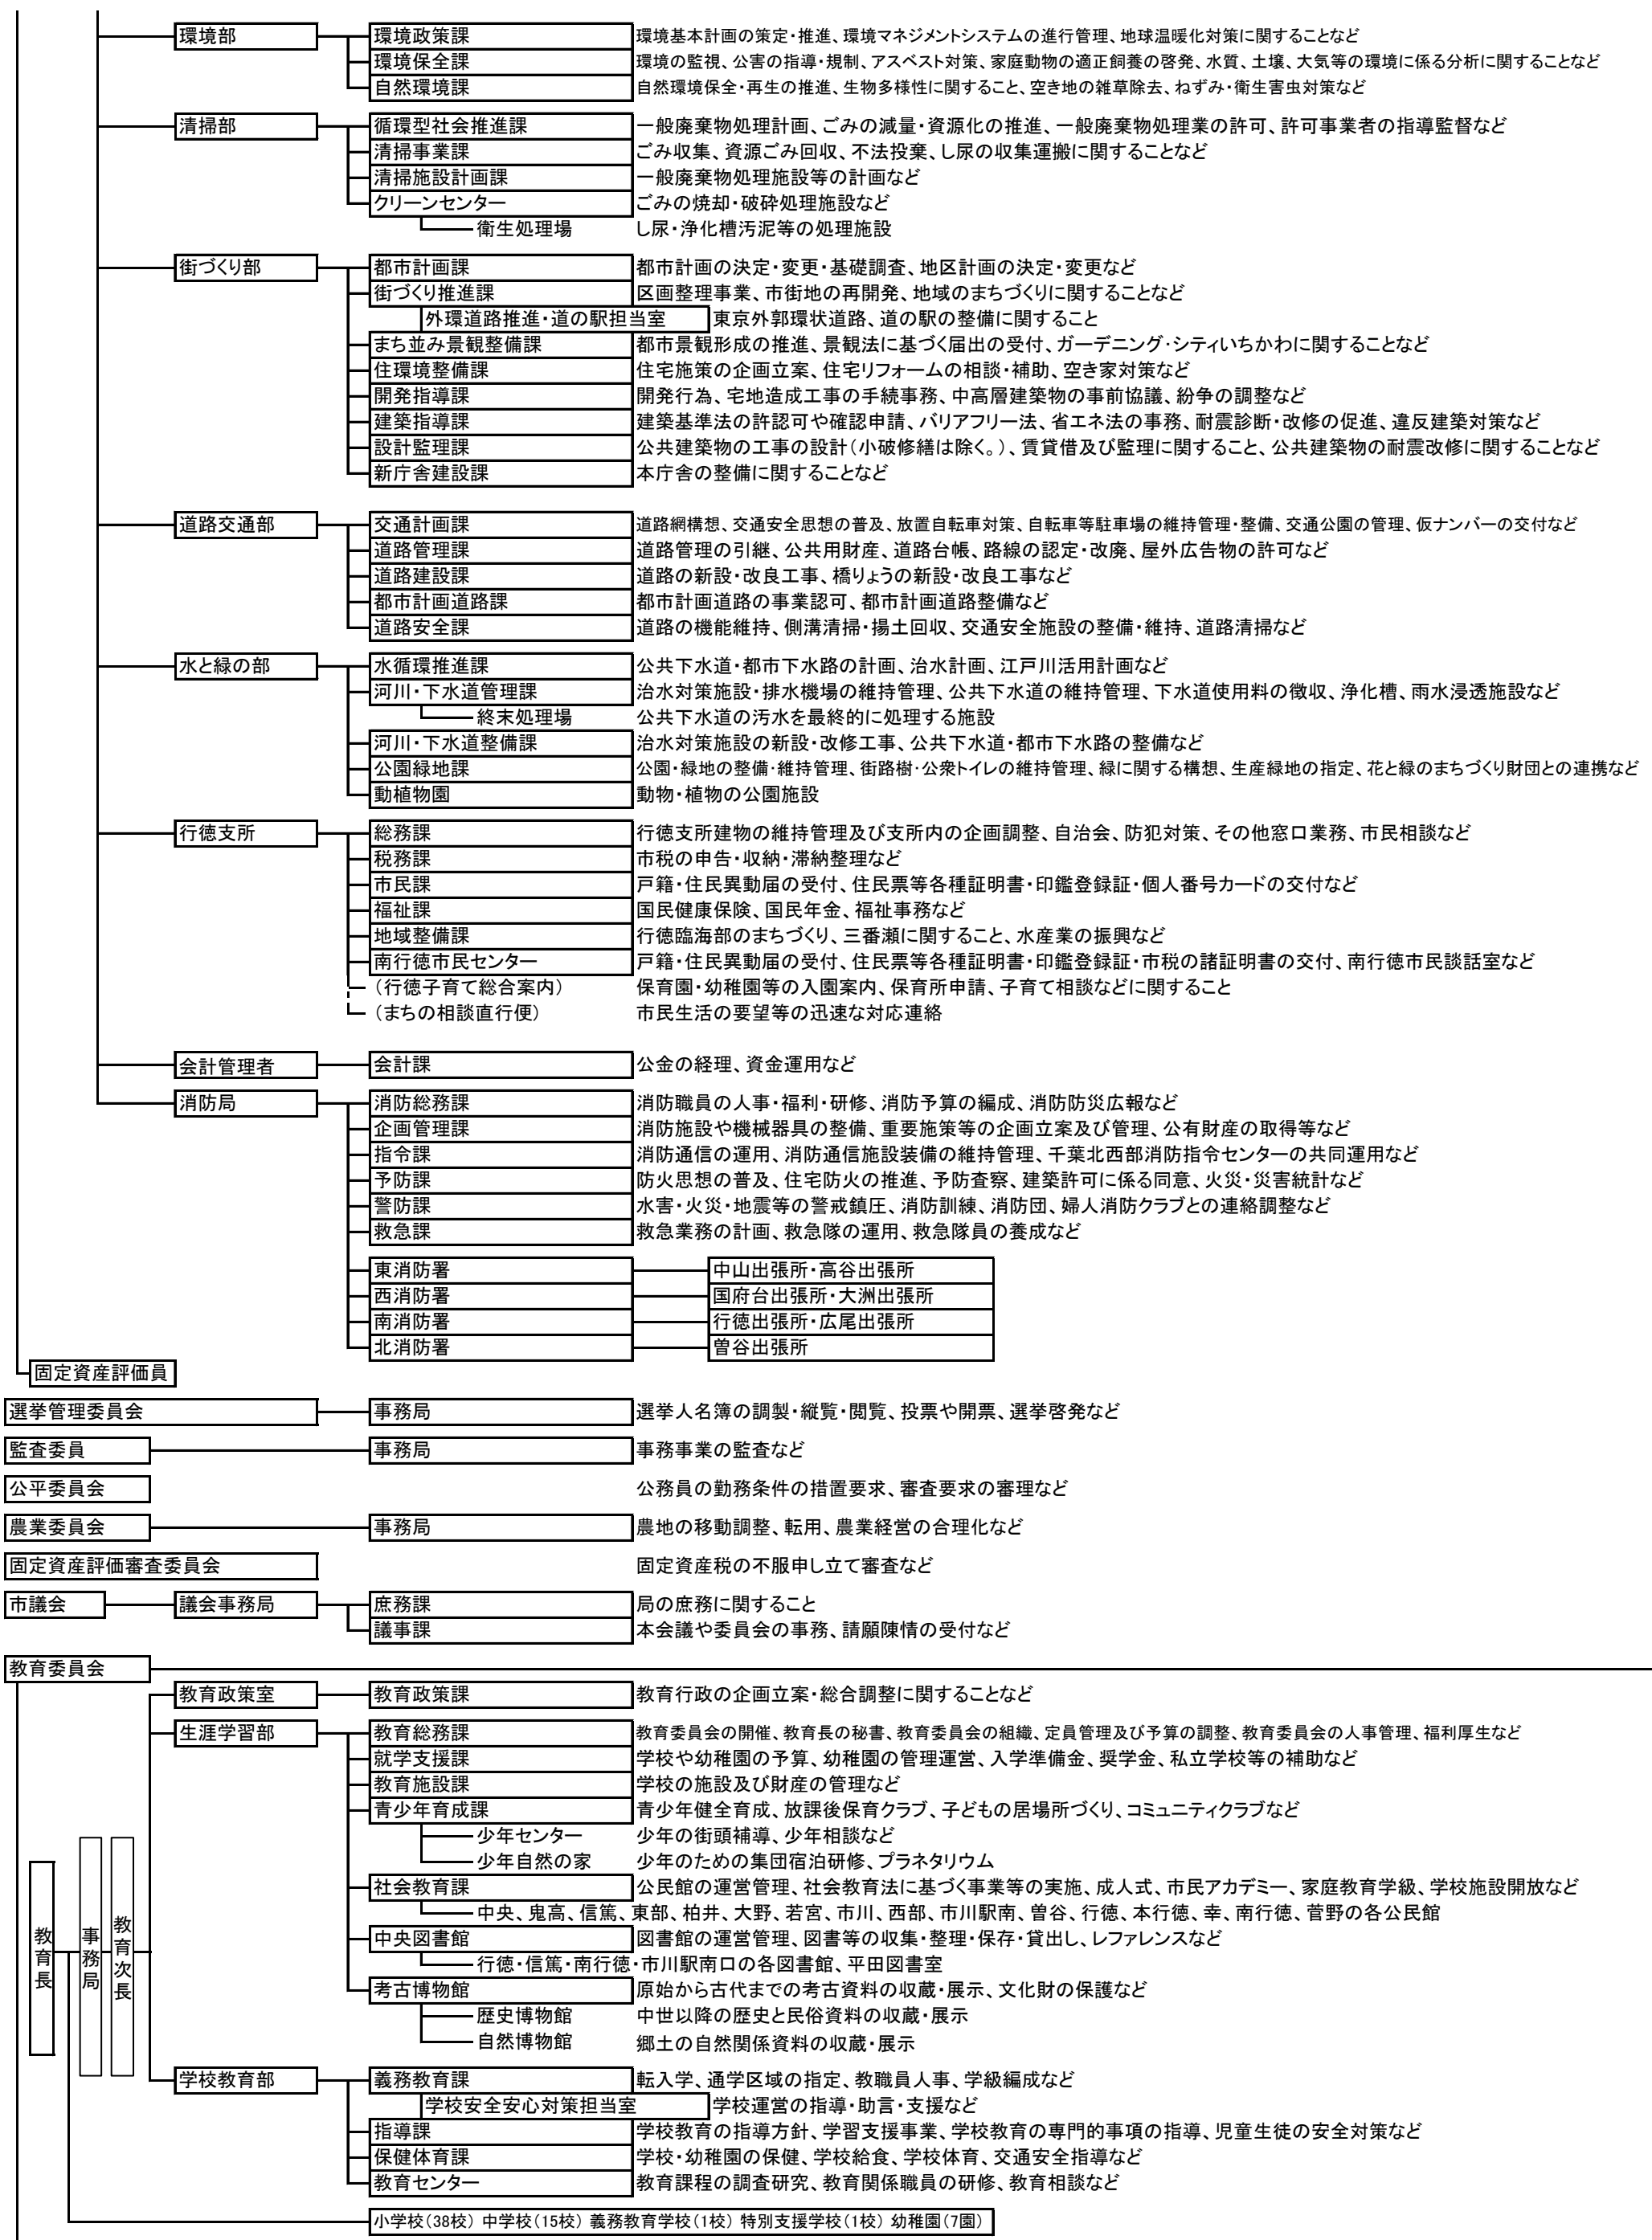 環境部 環境政策課 環境基本計画の策定・推進、環境マネジメントシステムの進行管理、地球温暖化対策に関することなど
環境保全課 環境の監視、公害の指導・規制、アスベスト対策、家庭動物の適正飼養の啓発、水質、土壌、大気等の環境に係る分析に関することなど
自然環境課 自然環境保全・再生の推進、生物多様性に関すること、空き地の雑草除去、ねずみ・衛生害虫対策など
清掃部 循環型社会推進課 一般廃棄物処理計画、ごみの減量・資源化の推進、一般廃棄物処理業の許可、許可事業者の指導監督など
清掃事業課 ごみ収集、資源ごみ回収、不法投棄、し尿の収集運搬に関することなど
清掃施設計画課 一般廃棄物処理施設等の計画など
クリーンセンター ごみの焼却・破砕処理施設など
衛生処理場 し尿・浄化槽汚泥等の処理施設
街づくり部 都市計画課 都市計画の決定・変更・基礎調査、地区計画の決定・変更など
街づくり推進課 区画整理事業、市街地の再開発、地域のまちづくりに関することなど
外環道路推進・道の駅担当室 東京外郭環状道路、道の駅の整備に関すること
まち並み景観整備課 都市景観形成の推進、景観法に基づく届出の受付、ガーデニング・シティいちかわに関することなど
住環境整備課 住宅施策の企画立案、住宅リフォームの相談・補助、空き家対策など
開発指導課 開発行為、宅地造成工事の手続事務、中高層建築物の事前協議、紛争の調整など
建築指導課 建築基準法の許認可や確認申請、バリアフリー法、省エネ法の事務、耐震診断・改修の促進、違反建築対策など
設計監理課 公共建築物の工事の設計（小破修繕は除く。）、賃貸借及び監理に関すること、公共建築物の耐震改修に関することなど
新庁舎建設課 本庁舎の整備に関することなど
道路交通部 交通計画課 道路網構想、交通安全思想の普及、放置自転車対策、自転車等駐車場の維持管理・整備、交通公園の管理、仮ナンバーの交付など
道路管理課 道路管理の引継、公共用財産、道路台帳、路線の認定・改廃、屋外広告物の許可など
道路建設課 道路の新設・改良工事、橋りょうの新設・改良工事など
都市計画道路課 都市計画道路の事業認可、都市計画道路整備など
道路安全課 道路の機能維持、側溝清掃・揚土回収、交通安全施設の整備・維持、道路清掃など
水と緑の部 水循環推進課 公共下水道・都市下水路の計画、治水計画、江戸川活用計画など
河川・下水道管理課 治水対策施設・排水機場の維持管理、公共下水道の維持管理、下水道使用料の徴収、浄化槽、雨水浸透施設など
終末処理場 公共下水道の汚水を最終的に処理する施設
河川・下水道整備課 治水対策施設の新設・改修工事、公共下水道・都市下水路の整備など
公園緑地課 公園・緑地の整備・維持管理、街路樹・公衆トイレの維持管理、緑に関する構想、生産緑地の指定、花と緑のまちづくり財団との連携など
動植物園 動物・植物の公園施設
行徳支所 総務課 行徳支所建物の維持管理及び支所内の企画調整、自治会、防犯対策、その他窓口業務、市民相談など
税務課 市税の申告・収納・滞納整理など
市民課 戸籍・住民異動届の受付、住民票等各種証明書・印鑑登録証・個人番号カードの交付など
福祉課 国民健康保険、国民年金、福祉事務など
地域整備課 行徳臨海部のまちづくり、三番瀬に関すること、水産業の振興など
南行徳市民センター 戸籍・住民異動届の受付、住民票等各種証明書・印鑑登録証・市税の諸証明書の交付、南行徳市民談話室など
（行徳子育て総合案内） 保育園・幼稚園等の入園案内、保育所申請、子育て相談などに関すること
（まちの相談直行便） 市民生活の要望等の迅速な対応連絡
会計管理者 会計課 公金の経理、資金運用など
消防局 消防総務課 消防職員の人事・福利・研修、消防予算の編成、消防防災広報など
企画管理課 消防施設や機械器具の整備、重要施策等の企画立案及び管理、公有財産の取得等など
指令課 消防通信の運用、消防通信施設装備の維持管理、千葉北西部消防指令センターの共同運用など
予防課 防火思想の普及、住宅防火の推進、予防査察、建築許可に係る同意、火災・災害統計など
警防課 水害・火災・地震等の警戒鎮圧、消防訓練、消防団、婦人消防クラブとの連絡調整など
救急課 救急業務の計画、救急隊の運用、救急隊員の養成など
東消防署 中山出張所・高谷出張所
西消防署 国府台出張所・大洲出張所
南消防署 行徳出張所・広尾出張所
北消防署 曽谷出張所
固定資産評価員
選挙管理委員会 事務局 選挙人名簿の調製・縦覧・閲覧、投票や開票、選挙啓発など
監査委員 事務局 事務事業の監査など
公平委員会 公務員の勤務条件の措置要求、審査要求の審理など
農業委員会 事務局 農地の移動調整、転用、農業経営の合理化など
固定資産評価審査委員会 固定資産税の不服申し立て審査など
市議会 議会事務局 庶務課 局の庶務に関すること
議事課 本会議や委員会の事務、請願陳情の受付など
教育委員会
教育長
事務局
教育次長
教育政策室 教育政策課 教育行政の企画立案・総合調整に関することなど
生涯学習部 教育総務課 教育委員会の開催、教育長の秘書、教育委員会の組織、定員管理及び予算の調整、教育委員会の人事管理、福利厚生など
就学支援課 学校や幼稚園の予算、幼稚園の管理運営、入学準備金、奨学金、私立学校等の補助など
教育施設課 学校の施設及び財産の管理など
青少年育成課 青少年健全育成、放課後保育クラブ、子どもの居場所づくり、コミュニティクラブなど
少年センター 少年の街頭補導、少年相談など
少年自然の家 少年のための集団宿泊研修、プラネタリウム
社会教育課 公民館の運営管理、社会教育法に基づく事業等の実施、成人式、市民アカデミー、家庭教育学級、学校施設開放など
中央、鬼高、信篤、東部、柏井、大野、若宮、市川、西部、市川駅南、曽谷、行徳、本行徳、幸、南行徳、菅野の各公民館
中央図書館 図書館の運営管理、図書等の収集・整理・保存・貸出し、レファレンスなど
行徳・信篤・南行徳・市川駅南口の各図書館、平田図書室
考古博物館 原始から古代までの考古資料の収蔵・展示、文化財の保護など
歴史博物館 中世以降の歴史と民俗資料の収蔵・展示
自然博物館 郷土の自然関係資料の収蔵・展示
学校教育部 義務教育課 転入学、通学区域の指定、教職員人事、学級編成など
学校安全安心対策担当室 学校運営の指導・助言・支援など
指導課 学校教育の指導方針、学習支援事業、学校教育の専門的事項の指導、児童生徒の安全対策など
保健体育課 学校・幼稚園の保健、学校給食、学校体育、交通安全指導など
教育センター 教育課程の調査研究、教育関係職員の研修、教育相談など
小学校（38校） 中学校（15校） 義務教育学校（1校） 特別支援学校（1校） 幼稚園（7園）